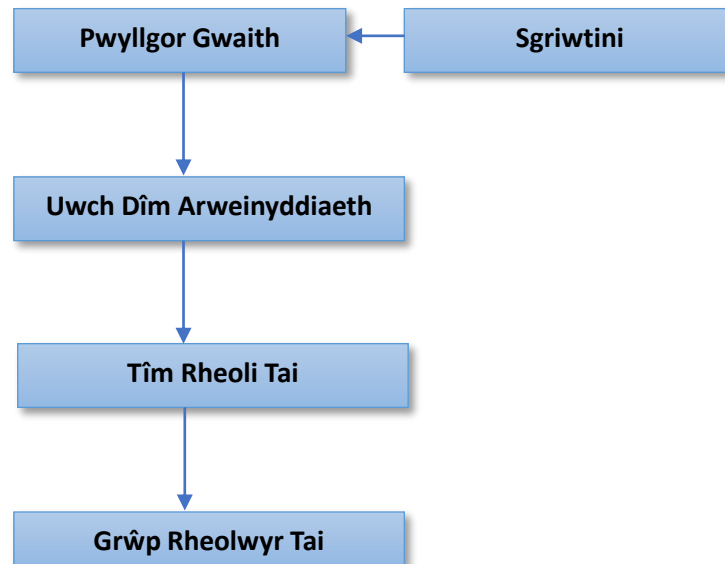 Pwyllgor Gwaith
Sgriwtini
Uwch Dîm Arweinyddiaeth
Tîm Rheoli Tai
Grŵp Rheolwyr Tai